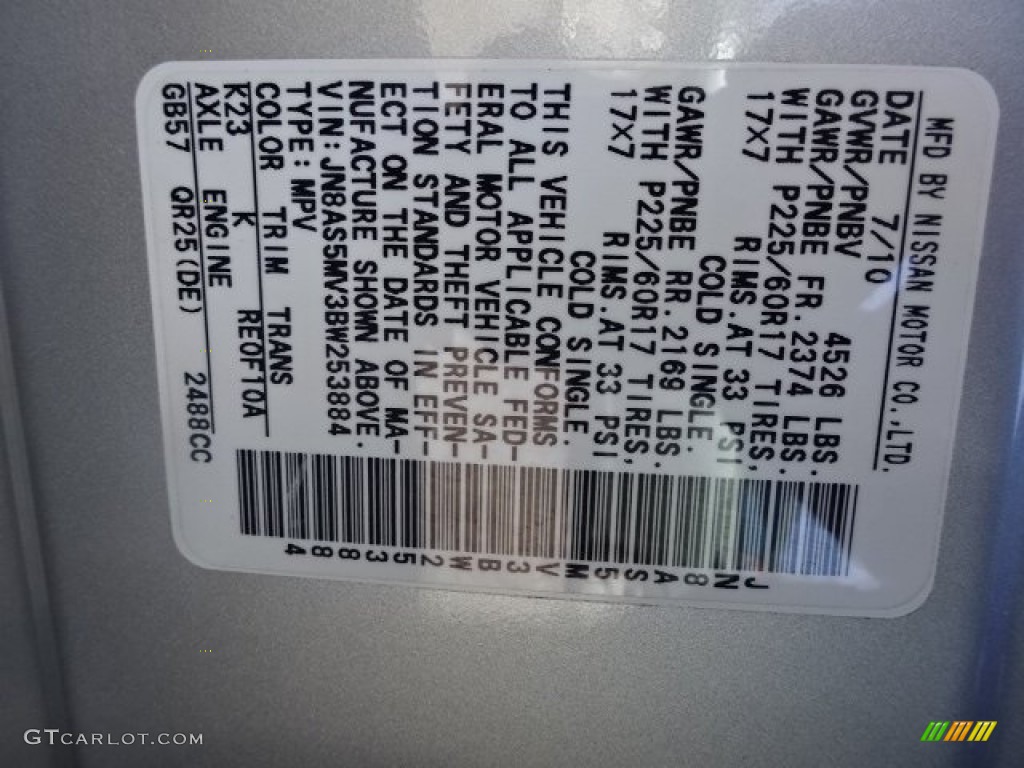 MFD BY NISSAN MOTOR CO.,LTD.
DATE 7/10
GVWR/PNBV 4526 LBS.
GAWR/PNBE FR.2374 LBS.
WITH P225/60R17 TIRES,
17X7 RIMS.AT 33 PSI
COLD SINGLE.
GAWR/PNBE RR.2169 LBS.
WITH P225/60R17 TIRES,
17X7 RIMS.AT 33 PSI
COLD SINGLE.
THIS VEHICLE CONFORMS
TO ALL APPLICABLE FED-
ERAL MOTOR VEHICLE SA-
FETY AND THEFT PREVEN-
TION STANDARDS IN EFF-
ECT ON THE DATE OF MA-
NUFACTURE SHOWN ABOVE.
VIN:JN8AS5MV3BW253884
TYPE:MPV
COLOR TRIM TRANS
K23 K RE0F10A
AXLE ENGINE
GB57 QR25(DE) 2488CC
JN8AS5MV3BW253884
GTCARLOT.COM